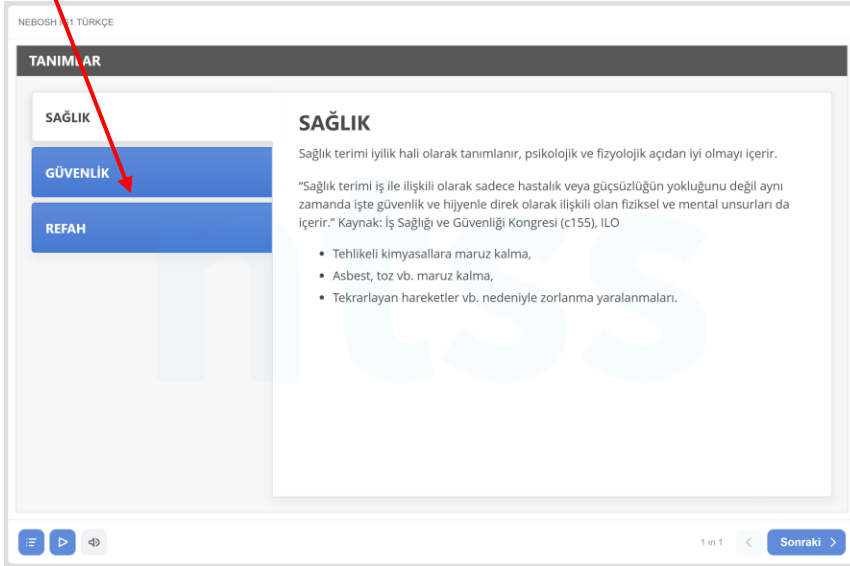 NEBOSH IG1 TÜRKÇE
TANIMLAR
SAĞLIK
GÜVENLİK
REFAH
SAĞLIK
Sağlık terimi iyilik hali olarak tanımlanır, psikolojik ve fizyolojik açıdan iyi olmayı içerir.
“Sağlık terimi iş ile ilişkili olarak sadece hastalık veya güçsüzlüğün yokluğunu değil aynı
zamanda işte güvenlik ve hijyenle direk olarak ilişkili olan fiziksel ve mental unsurları da
içerir.” Kaynak: İş Sağlığı ve Güvenliği Kongresi (c155), ILO
• Tehlikeli kimyasallara maruz kalma,
• Asbest, toz vb. maruz kalma,
• Tekrarlayan hareketler vb. nedeniyle zorlanma yaralanmaları.
ntss
1 in 1
Sonraki